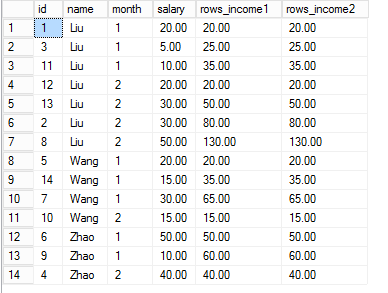 id name month salary rows_income1 rows_income2
1 1 Liu 1 20.00 20.00 20.00
2 3 Liu 1 5.00 25.00 25.00
3 11 Liu 1 10.00 35.00 35.00
4 12 Liu 2 20.00 20.00 20.00
5 13 Liu 2 30.00 50.00 50.00
6 2 Liu 2 30.00 80.00 80.00
7 8 Liu 2 50.00 130.00 130.00
8 5 Wang 1 20.00 20.00 20.00
9 14 Wang 1 15.00 35.00 35.00
10 7 Wang 1 30.00 65.00 65.00
11 10 Wang 2 15.00 15.00 15.00
12 6 Zhao 1 50.00 50.00 50.00
13 9 Zhao 1 10.00 60.00 60.00
14 4 Zhao 2 40.00 40.00 40.00